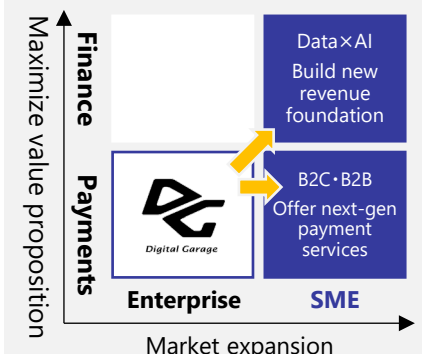 Maximize value proposition
Finance
Data×AI
Build new
revenue
foundation
Payments
Digital Garage
B2C・B2B
Offer next-gen
payment
services
Enterprise
SME
Market expansion